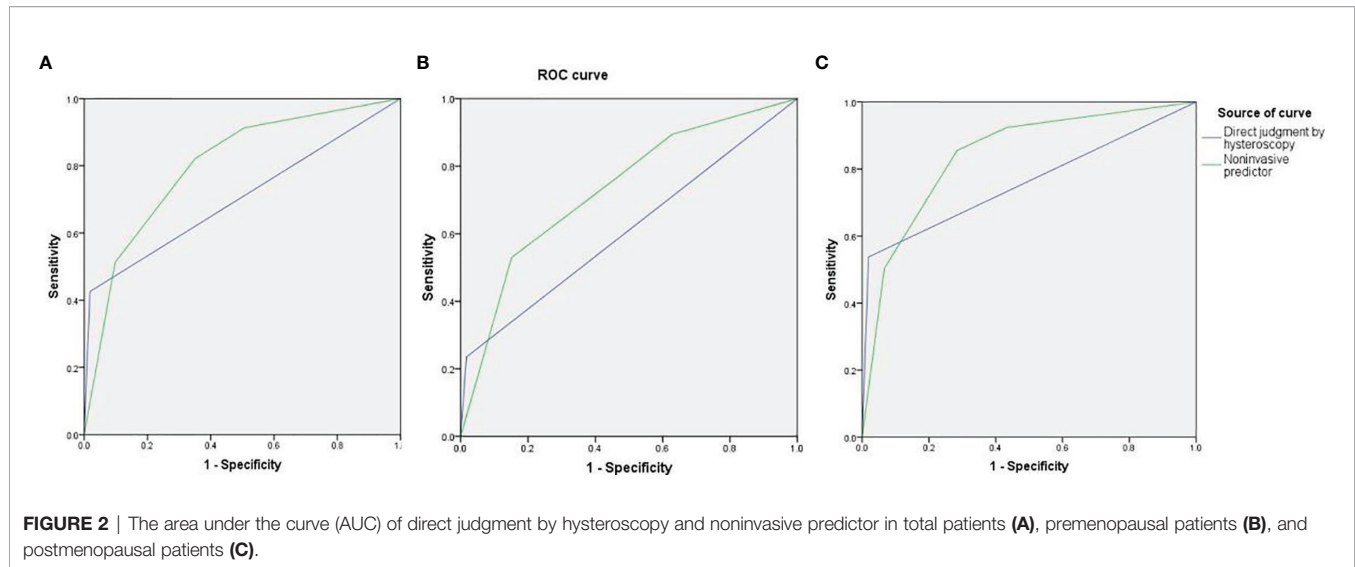 A
B
C
ROC curve
1.0
0.8
0.6
0.4
0.2
0.0
Sensitivity
0.0 0.2 0.4 0.6 0.8 1.0
1 - Specificity
1.0
0.8
0.6
0.4
0.2
0.0
Sensitivity
0.0 0.2 0.4 0.6 0.8 1.0
1 - Specificity
1.0
0.8
0.6
0.4
0.2
0.0
Sensitivity
0.0 0.2 0.4 0.6 0.8 1.0
1 - Specificity
Source of curve
Direct judgment by
hysteroscopy
Noninvasive
predictor
FIGURE 2 | The area under the curve (AUC) of direct judgment by hysteroscopy and noninvasive predictor in total patients (A), premenopausal patients (B), and
postmenopausal patients (C).